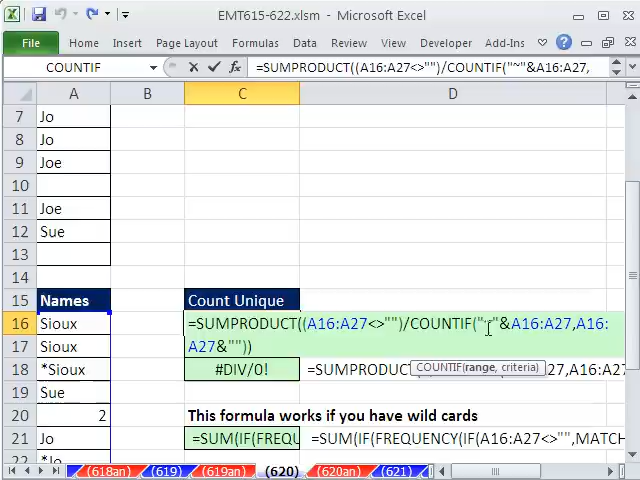 EMT615-622.xlsm - Microsoft Excel
File Home Insert Page Layout Formulas Data Review View Developer Add-Ins
COUNTIF fx =SUMPRODUCT((A16:A27<>"")/COUNTIF("~"&A16:A27,
A B C D
7 Jo
8 Jo
9 Joe
10
11 Joe
12 Sue
13
14
15 Names Count Unique
16 Sioux =SUMPRODUCT((A16:A27<>"")/COUNTIF("~"&A16:A27,A16:
17 Sioux A27&""))
18 *Sioux #DIV/0! =SUMPRODUCT
COUNTIF(range, criteria)
27,A16:A27
19 Sue
20 2 This formula works if you have wild cards
21 Jo =SUM(IF(FREQU =SUM(IF(FREQUENCY(IF(A16:A27<>"",MATCH
22 *Jo
(618an) (619) (619an) (620) (620an) (621)